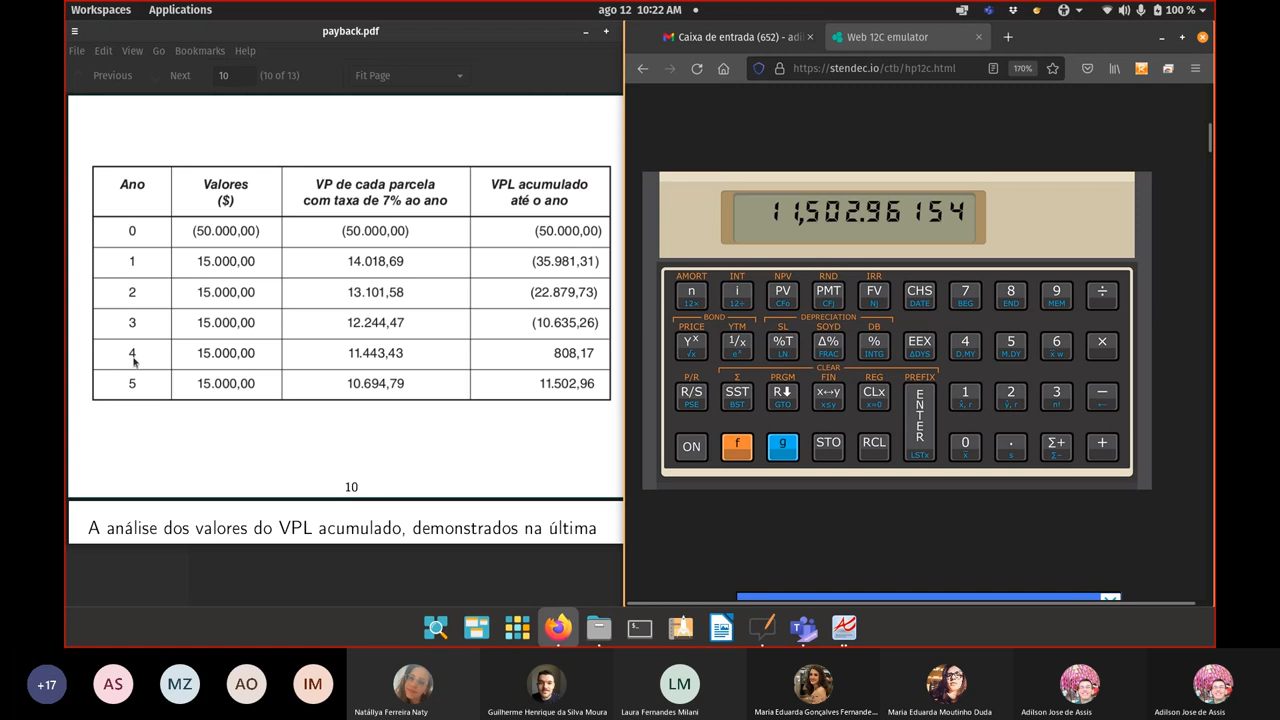 Workspaces Applications ago 12 10:22 AM 100 %
payback.pdf
File Edit View Go Bookmarks Help
Previous Next 10 (10 of 13) Fit Page
Ano Valores ($) VP de cada parcela com taxa de 7% ao ano VPL acumulado até o ano
0 (50.000,00) (50.000,00) (50.000,00)
1 15.000,00 14.018,69 (35.981,31)
2 15.000,00 13.101,58 (22.879,73)
3 15.000,00 12.244,47 (10.635,26)
4 15.000,00 11.443,43 808,17
5 15.000,00 10.694,79 11.502,96
10
A análise dos valores do VPL acumulado, demonstrados na última
Caixa de entrada (652) - adi Web 12C emulator
https://stendec.io/ctb/hp12c.html 170%
11,502.96154
AMORT INT NPV RND IRR
n i PV PMT FV CHS 7 8 9 ÷
12× 12÷ CFo CFj Nj DATE BEG END MEM
BOND DEPRECIATION
PRICE YTM SL SOYD DB
Yx 1/x %T Δ% % EEX 4 5 6 ×
√x ex LN FRAC INTG ΔDYS D.MY M.DY x̄ w
CLEAR
P/R Σ PRGM FIN REG PREFIX
R/S SST R⬇ x↔y CLx ENTER 1 2 3 −
PSE BST GTO x≤y x=0 x̂, r ŷ, r n! ←
ON f g STO RCL 0 . Σ+ +
LSTx x̄ s Σ−
+17 AS MZ AO IM LM
Natállya Ferreira Naty Guilherme Henrique da Silva Moura Laura Fernandes Milani Maria Eduarda Gonçalves Fernande... Maria Eduarda Moutinho Duda Adilson Jose de Assis Adilson Jose de Assis